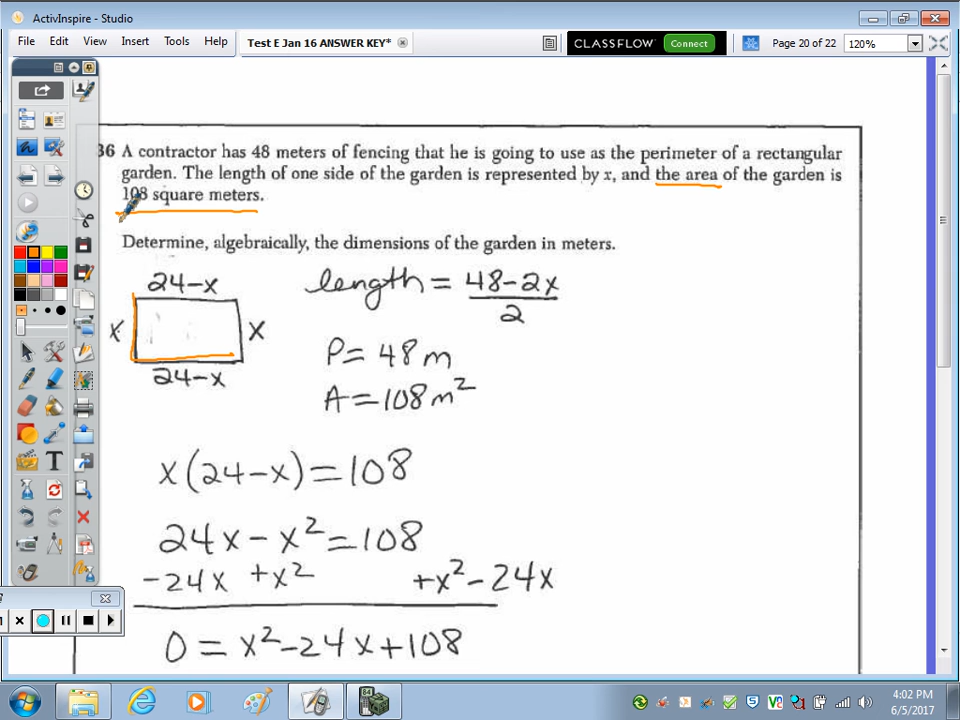 ActivInspire - Studio
File Edit View Insert Tools Help
Test E Jan 16 ANSWER KEY*
CLASSFLOW Connect
Page 20 of 22
120%
36 A contractor has 48 meters of fencing that he is going to use as the perimeter of a rectangular
garden. The length of one side of the garden is represented by x, and the area of the garden is
108 square meters.
Determine, algebraically, the dimensions of the garden in meters.
24-x
length = 48-2x
2
x
x
P = 48m
24-x
A = 108m²
x(24-x) = 108
24x - x² = 108
-24x +x² +x² -24x
0 = x² -24x +108
T
84
4:02 PM
6/5/2017